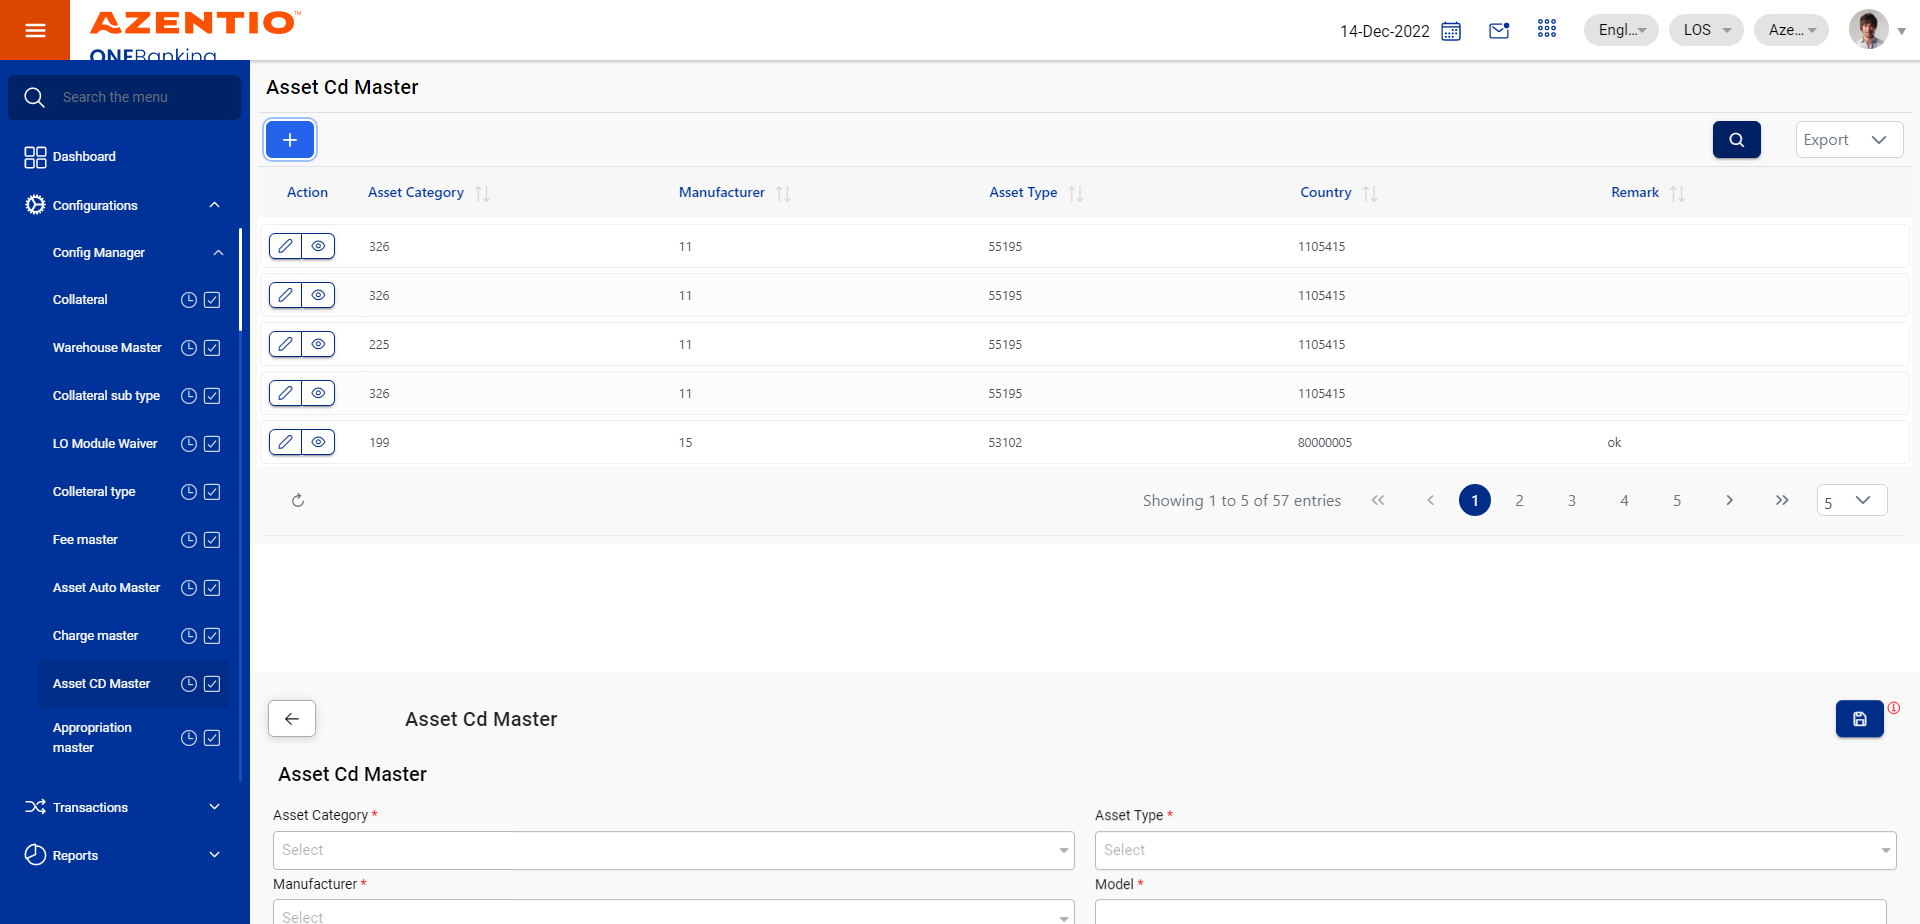 AZENTIO™
ONEBanking
14-Dec-2022
Engl...
LOS
Aze...
Search the menu
Dashboard
Configurations
Config Manager
Collateral
Warehouse Master
Collateral sub type
LO Module Waiver
Colleteral type
Fee master
Asset Auto Master
Charge master
Asset CD Master
Appropriation
master
Transactions
Reports
Asset Cd Master
Export
Action Asset Category Manufacturer Asset Type Country Remark
326 11 55195 1105415
326 11 55195 1105415
225 11 55195 1105415
326 11 55195 1105415
199 15 53102 80000005 ok
Showing 1 to 5 of 57 entries 1 2 3 4 5 5
Asset Cd Master
Asset Cd Master
Asset Category * Asset Type *
Select Select
Manufacturer * Model *
Select